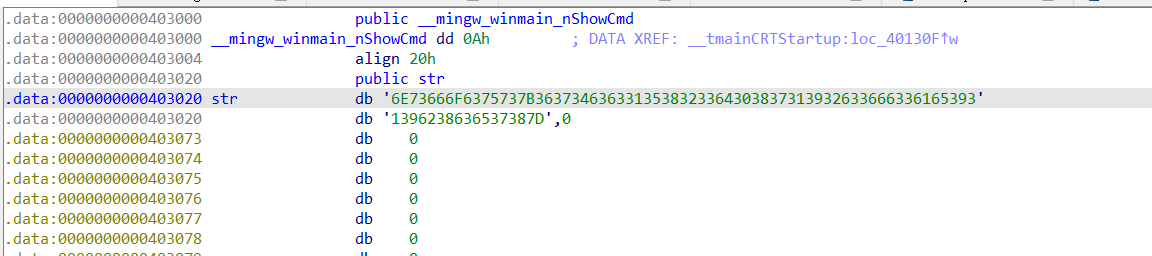 .data:0000000000403000 public __mingw_winmain_nShowCmd
.data:0000000000403000 __mingw_winmain_nShowCmd dd 0Ah ; DATA XREF: __tmainCRTStartup:loc_40130F↑w
.data:0000000000403004 align 20h
.data:0000000000403020 public str
.data:0000000000403020 str db '6E73666F6375737B3637346363313538323364303837313932633666336165393'
.data:0000000000403020 db '1396238636537387D',0
.data:0000000000403073 db 0
.data:0000000000403074 db 0
.data:0000000000403075 db 0
.data:0000000000403076 db 0
.data:0000000000403077 db 0
.data:0000000000403078 db 0